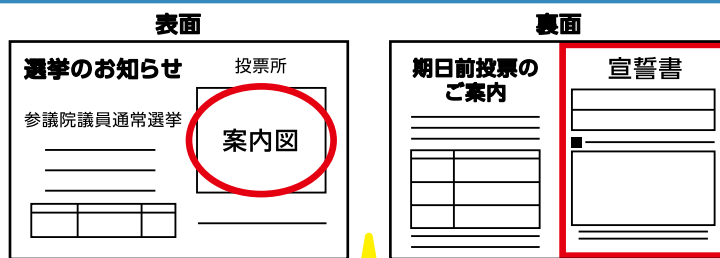 表面
選挙のお知らせ
参議院議員通常選挙
投票所
案内図
裏面
期日前投票の
ご案内
宣誓書